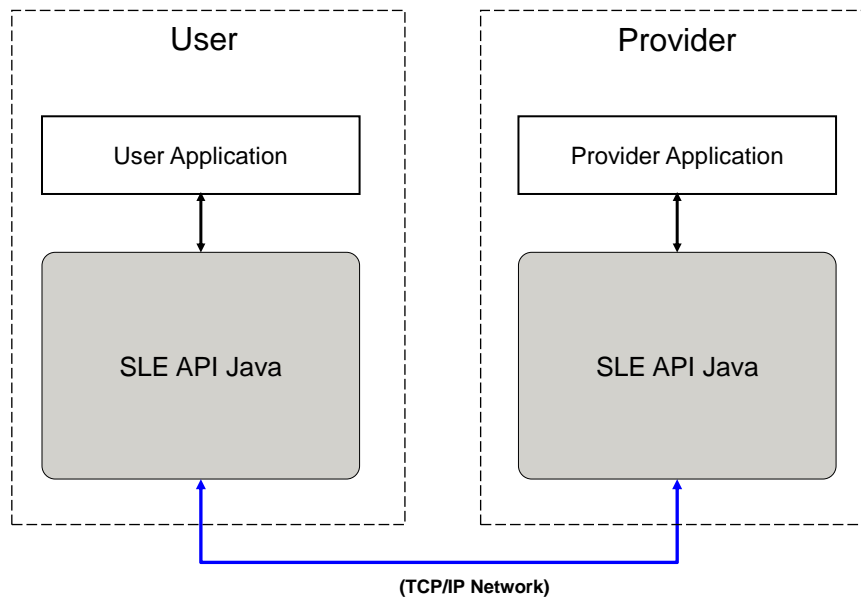 User
Provider
User Application
Provider Application
SLE API Java
SLE API Java
(TCP/IP Network)